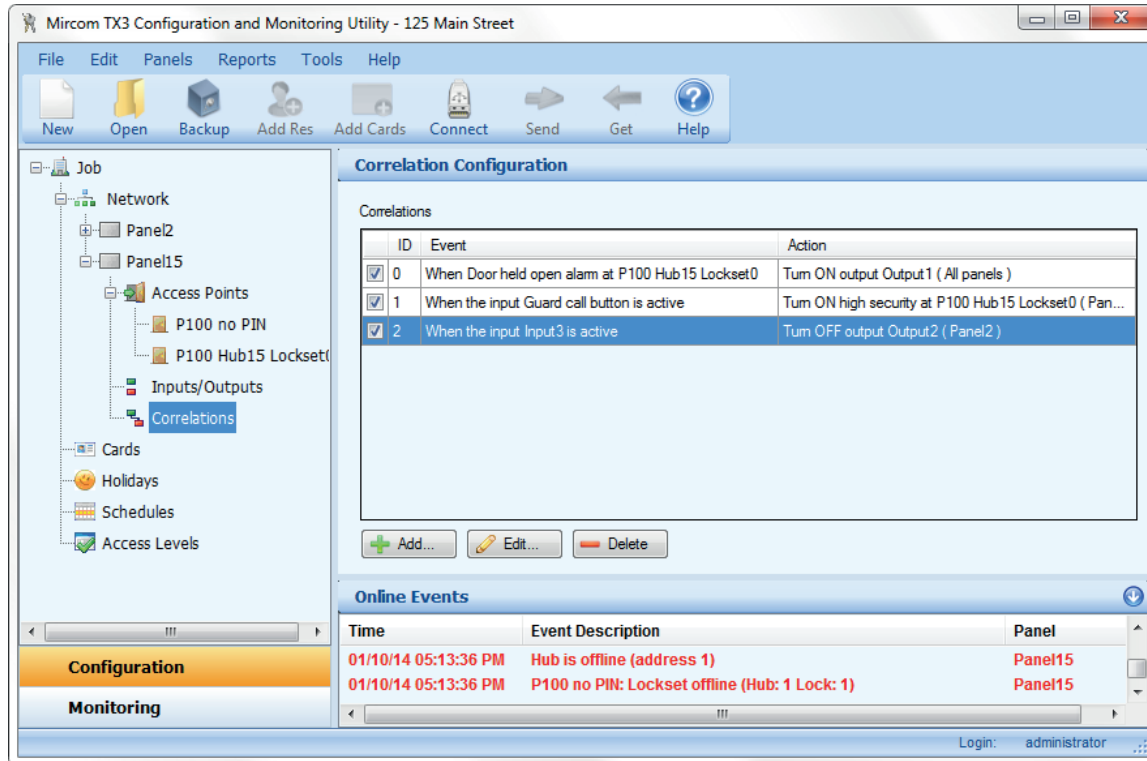 Mircom TX3 Configuration and Monitoring Utility - 125 Main Street
File Edit Panels Reports Tools Help
New Open Backup Add Res Add Cards Connect Send Get Help
Job
Network
Panel2
Panel15
Access Points
P100 no PIN
P100 Hub15 Lockset(
Inputs/Outputs
Correlations
Cards
Holidays
Schedules
Access Levels
Configuration
Monitoring
Correlation Configuration
Correlations
ID Event Action
0 When Door held open alarm at P100 Hub15 Lockset0 Turn ON output Output1 ( All panels )
1 When the input Guard call button is active Turn ON high security at P100 Hub15 Lockset0 ( Pan...
2 When the input Input3 is active Turn OFF output Output2 ( Panel2 )
Add... Edit... Delete
Online Events
Time Event Description Panel
01/10/14 05:13:36 PM Hub is offline (address 1) Panel15
01/10/14 05:13:36 PM P100 no PIN: Lockset offline (Hub: 1 Lock: 1) Panel15
Login: administrator